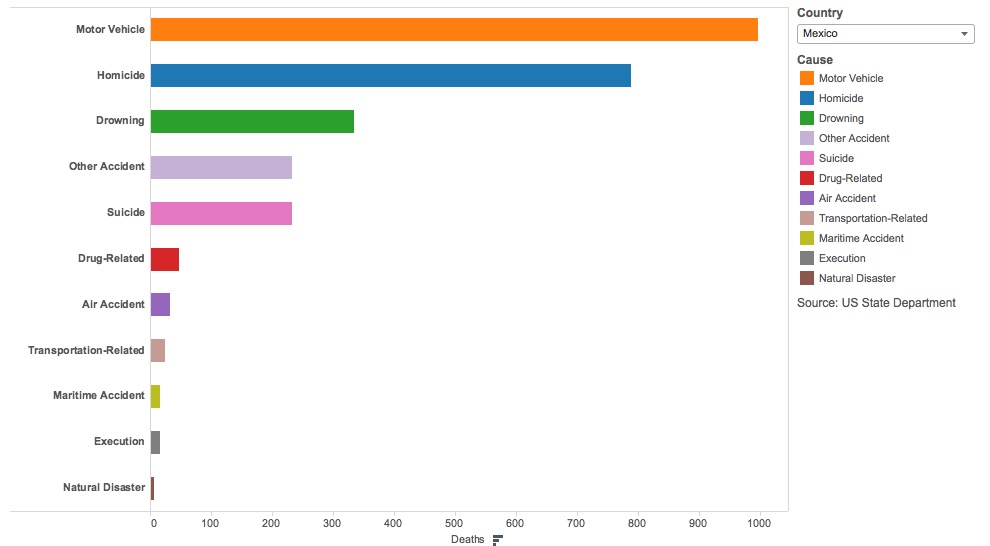 Motor Vehicle
Homicide
Drowning
Other Accident
Suicide
Drug-Related
Air Accident
Transportation-Related
Maritime Accident
Execution
Natural Disaster
0 100 200 300 400 500 600 700 800 900 1000
Deaths
Country
Mexico
Cause
Motor Vehicle
Homicide
Drowning
Other Accident
Suicide
Drug-Related
Air Accident
Transportation-Related
Maritime Accident
Execution
Natural Disaster
Source: US State Department